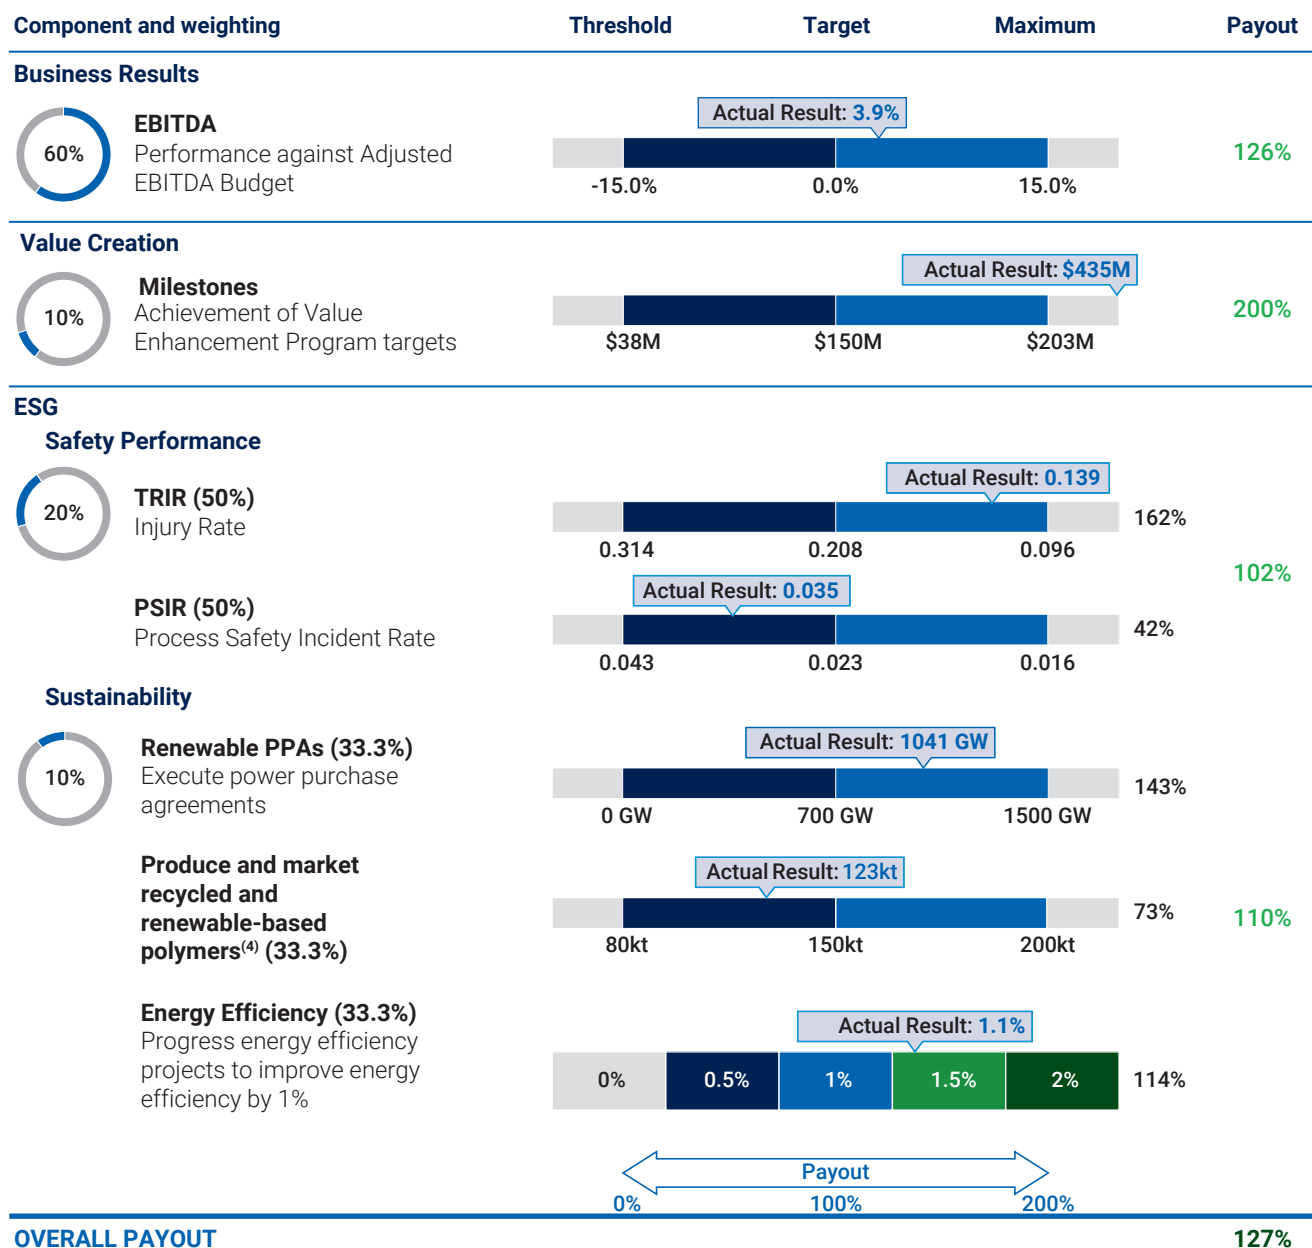 Component and weighting Threshold Target Maximum Payout
Business Results
Actual Result: 3.9%
EBITDA
60% Performance against Adjusted 126%
EBITDA Budget
-15.0% 0.0% 15.0%
Value Creation
Actual Result: $435M
Milestones
10% Achievement of Value 200%
Enhancement Program targets
$38M $150M $203M
ESG
Safety Performance
Actual Result: 0.139
TRIR (50%)
20% Injury Rate 162%
0.314 0.208 0.096
102%
Actual Result: 0.035
PSIR (50%)
Process Safety Incident Rate 42%
0.043 0.023 0.016
Sustainability
Actual Result: 1041 GW
Renewable PPAs (33.3%)
10% Execute power purchase 143%
agreements
0 GW 700 GW 1500 GW
Actual Result: 123kt
Produce and market
recycled and
renewable-based
polymers(4) (33.3%)
73%
110%
80kt 150kt 200kt
Energy Efficiency (33.3%)
Actual Result: 1.1%
Progress energy efficiency
projects to improve energy
efficiency by 1%
0% 0.5% 1% 1.5% 2% 114%
Payout
0% 100% 200%
OVERALL PAYOUT 127%